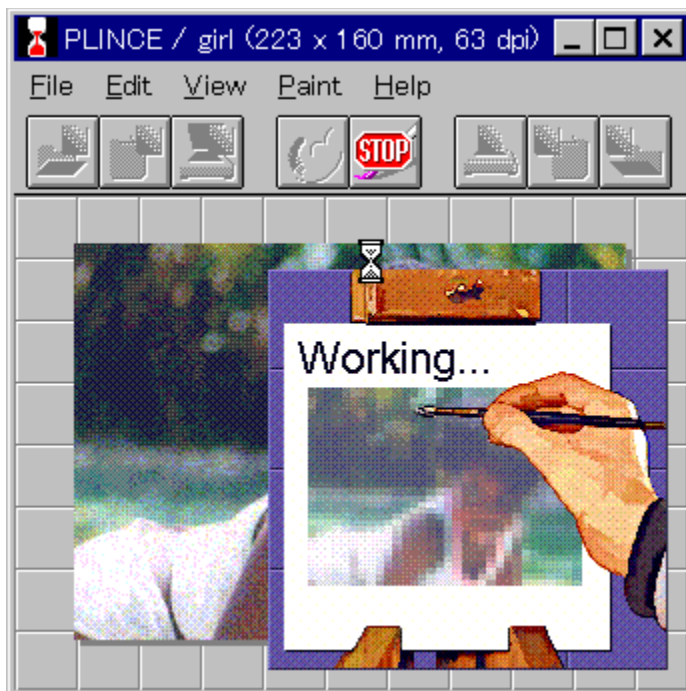 PLINCE / girl (223 x 160 mm, 63 dpi)
File Edit View Paint Help
STOP
Working...